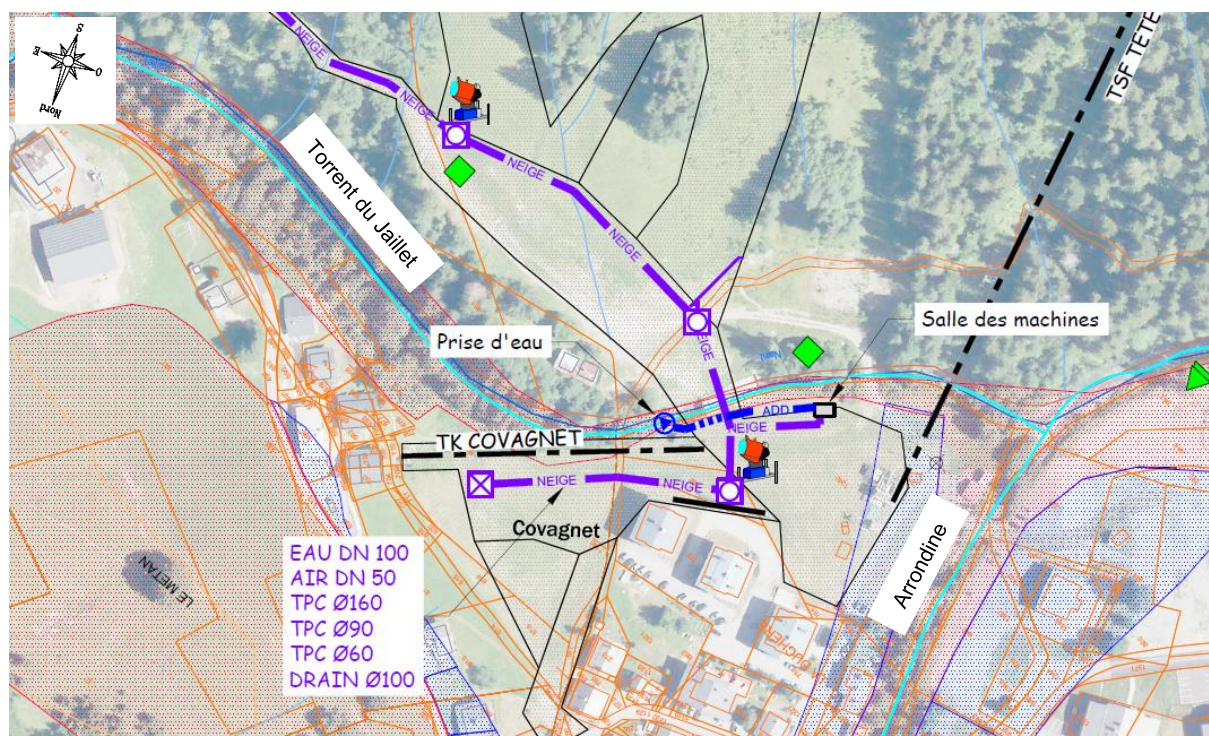 S
E
O
Nord
NEIGE
NEIGE
NEIGE
NEIGE
NEIGE
TSF TETE
Torrent du Jaillet
Prise d'eau
Salle des machines
ADD
NEIGE
TK COVAGNET
NEIGE
NEIGE
Covagnet
Arrondine
LE METAN
EAU DN 100
AIR DN 50
TPC Ø160
TPC Ø90
TPC Ø60
DRAIN Ø100